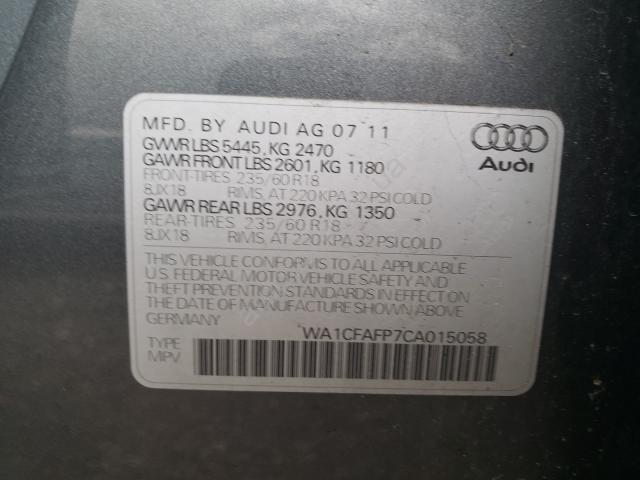 MFD. BY AUDI AG 07 11
GVWR LBS 5445, KG 2470
GAWR FRONT LBS 2601, KG 1180
FRONT-TIRES 235/60 R18
8JX18 RIMS, AT 220 KPA 32 PSI COLD
GAWR REAR LBS 2976, KG 1350
REAR-TIRES 235/60 R18
8JX18 RIMS, AT 220 KPA 32 PSI COLD
Audi
THIS VEHICLE CONFORMS TO ALL APPLICABLE
U.S. FEDERAL MOTOR VEHICLE SAFETY AND
THEFT PREVENTION STANDARDS IN EFFECT ON
THE DATE OF MANUFACTURE SHOWN ABOVE
GERMANY WA1CFAFP7CA015058
TYPE
MPV